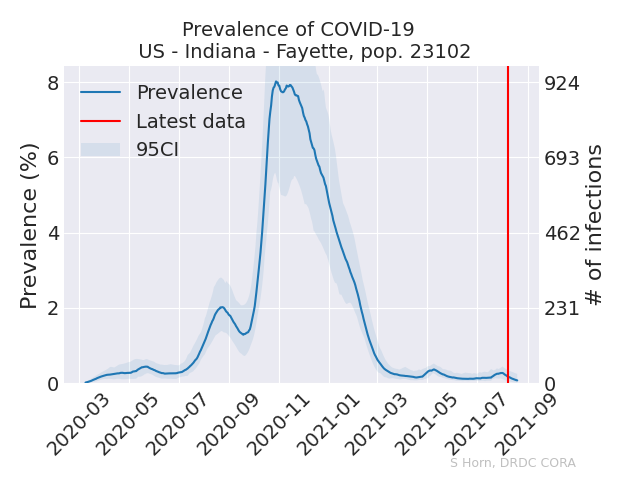 Prevalence of COVID-19
US - Indiana - Fayette, pop. 23102
Prevalence
Latest data
95CI
Prevalence (%)
8
6
4
2
0
924
693
462
231
0
# of infections
2020-03
2020-05
2020-07
2020-09
2020-11
2021-01
2021-03
2021-05
2021-07
2021-09
S Horn, DRDC CORA